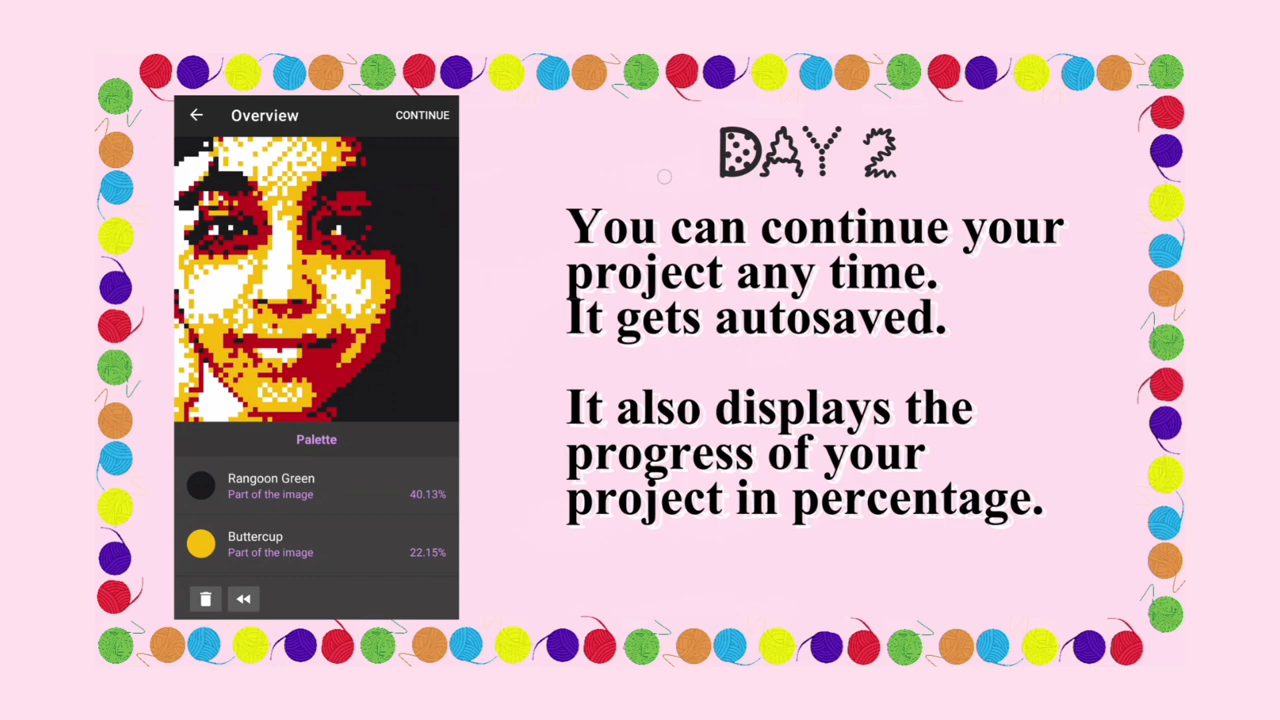 Overview CONTINUE
Palette
Rangoon Green
Part of the image 40.13%
Buttercup
Part of the image 22.15%
DAY 2
You can continue your
project any time.
It gets autosaved.
It also displays the
progress of your
project in percentage.